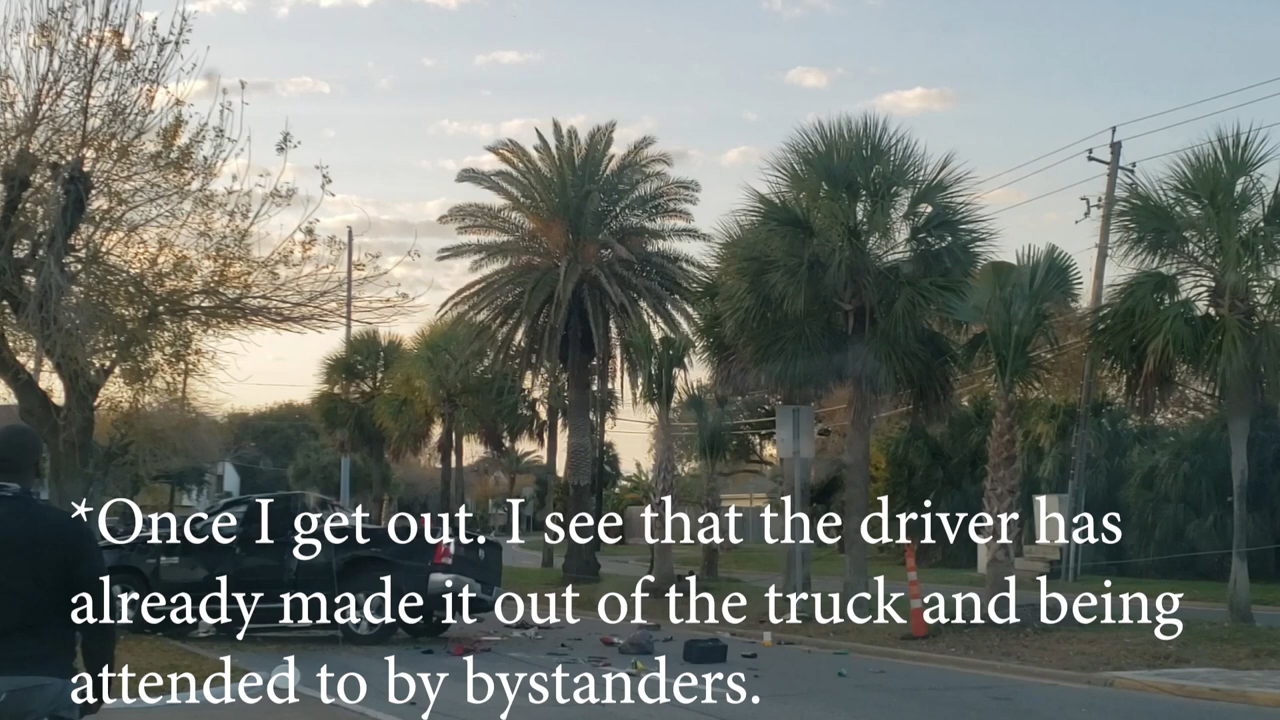 *Once I get out. I see that the driver has
already made it out of the truck and being
attended to by bystanders.